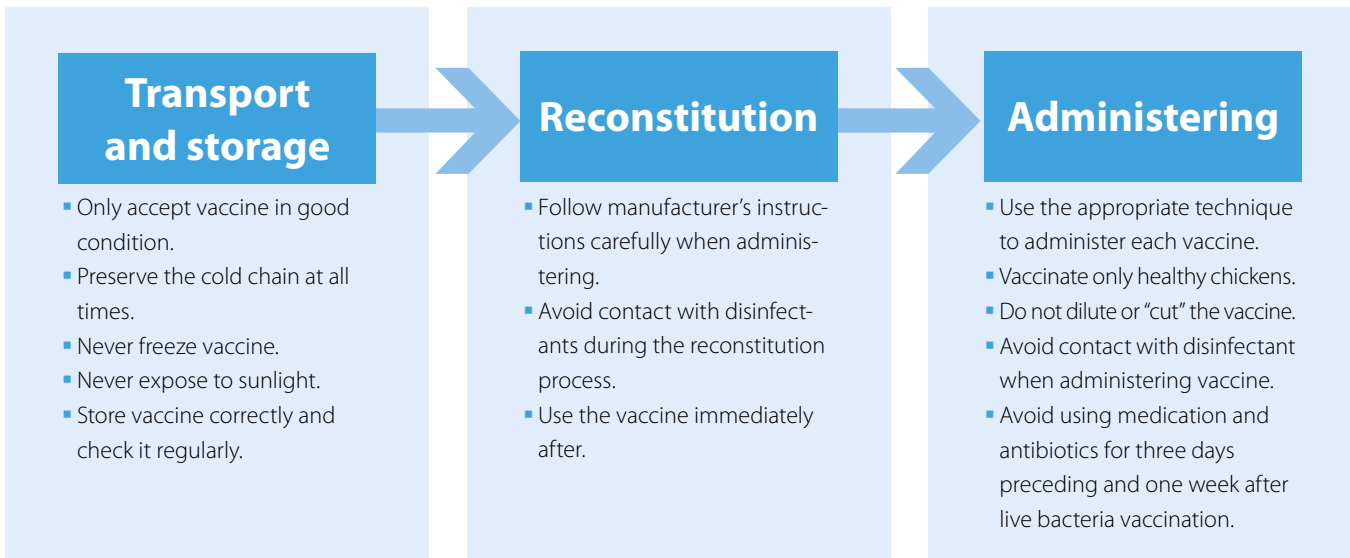 Transport
and storage
▪ Only accept vaccine in good
condition.
▪ Preserve the cold chain at all
times.
▪ Never freeze vaccine.
▪ Never expose to sunlight.
▪ Store vaccine correctly and
check it regularly.
Reconstitution
▪ Follow manufacturer’s instruc-
tions carefully when adminis-
tering.
▪ Avoid contact with disinfect-
ants during the reconstitution
process.
▪ Use the vaccine immediately
after.
Administering
▪ Use the appropriate technique
to administer each vaccine.
▪ Vaccinate only healthy chickens.
▪ Do not dilute or “cut” the vaccine.
▪ Avoid contact with disinfectant
when administering vaccine.
▪ Avoid using medication and
antibiotics for three days
preceding and one week after
live bacteria vaccination.